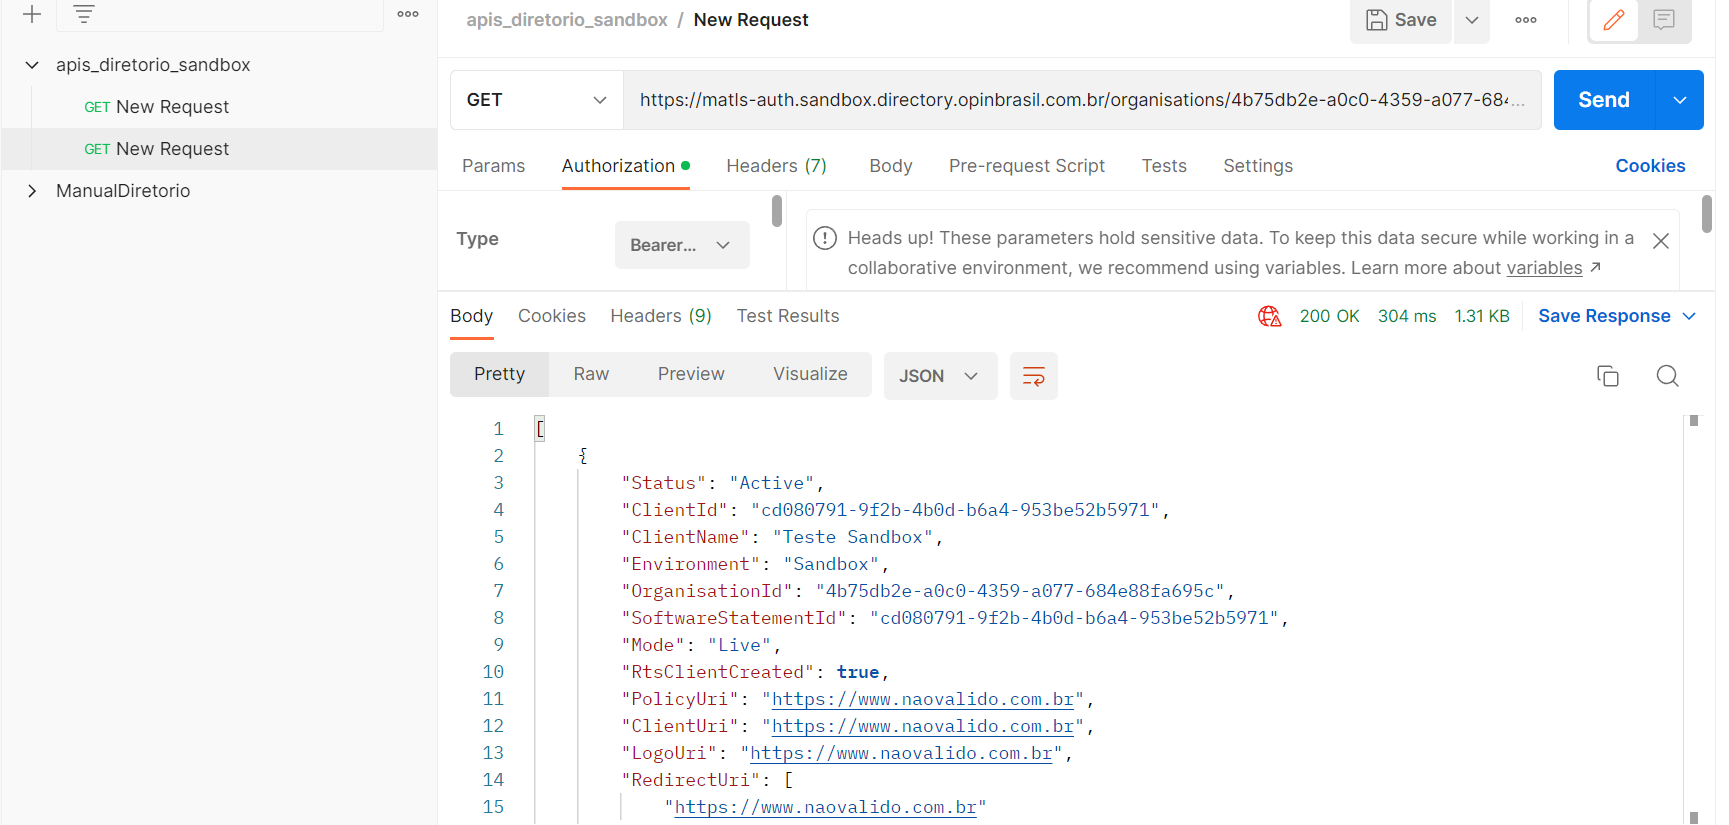 apis_diretorio_sandbox / New Request
Save
apis_diretorio_sandbox
GET New Request
GET New Request
ManualDiretorio
GET
https://matls-auth.sandbox.directory.opinbrasil.com.br/organisations/4b75db2e-a0c0-4359-a077-684...
Send
Params Authorization Headers (7) Body Pre-request Script Tests Settings Cookies
Type
Bearer...
Heads up! These parameters hold sensitive data. To keep this data secure while working in a
collaborative environment, we recommend using variables. Learn more about variables ↗
Body Cookies Headers (9) Test Results 200 OK 304 ms 1.31 KB Save Response
Pretty Raw Preview Visualize JSON
1 [
2 {
3 "Status": "Active",
4 "ClientId": "cd080791-9f2b-4b0d-b6a4-953be52b5971",
5 "ClientName": "Teste Sandbox",
6 "Environment": "Sandbox",
7 "OrganisationId": "4b75db2e-a0c0-4359-a077-684e88fa695c",
8 "SoftwareStatementId": "cd080791-9f2b-4b0d-b6a4-953be52b5971",
9 "Mode": "Live",
10 "RtsClientCreated": true,
11 "PolicyUri": "https://www.naovalido.com.br",
12 "ClientUri": "https://www.naovalido.com.br",
13 "LogoUri": "https://www.naovalido.com.br",
14 "RedirectUri": [
15 "https://www.naovalido.com.br"